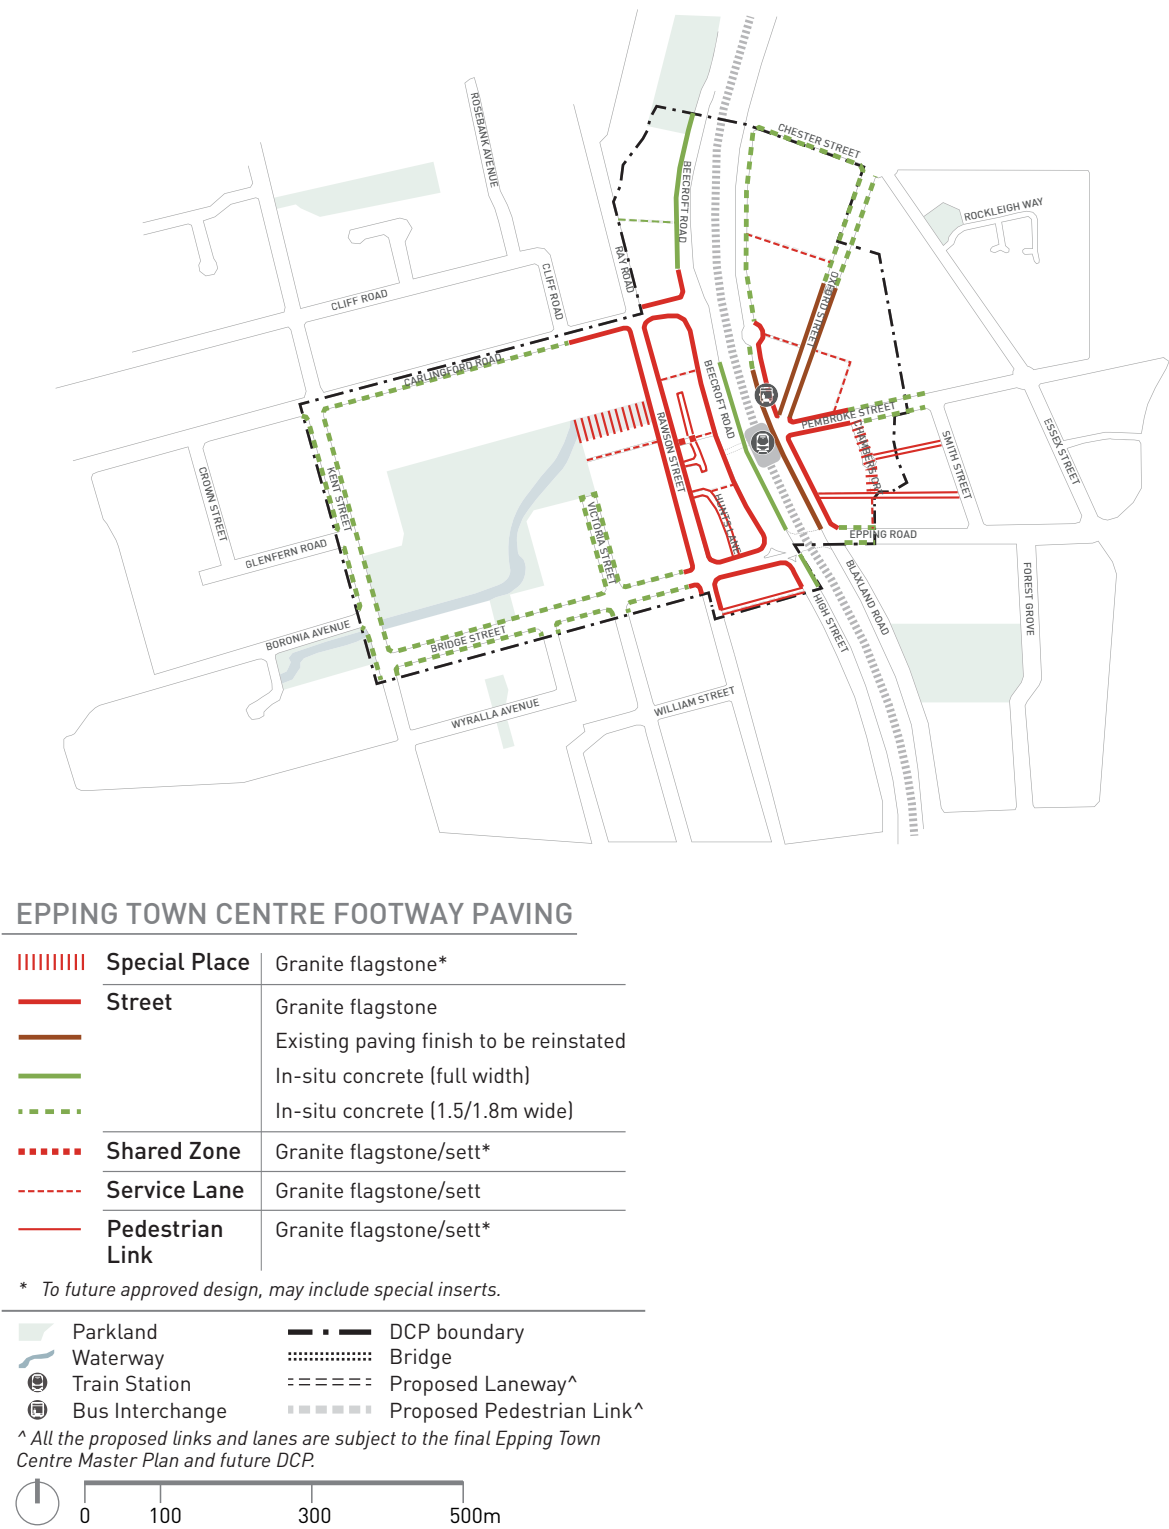 CHESTER STREET
ROSEBANK AVENUE
BEECROFT ROAD
ROCKLEIGH WAY
RAY ROAD
CLIFF ROAD
CLIFF ROAD
OXFORD STREET
CARLINGFORD ROAD
BEECROFT ROAD
PEMBROKE STREET
RAWSON STREET
ESSEX STREET
SMITH STREET
CROWN STREET
KENT STREET
VICTORIA STREET
HUNTS LANE
EPPING ROAD
GLENFERN ROAD
BLAXLAND ROAD
FOREST GROVE
HIGH STREET
BORONIA AVENUE
BRIDGE STREET
WYRALLA AVENUE
WILLIAM STREET
EPPING TOWN CENTRE FOOTWAY PAVING
Special Place Granite flagstone*
Street Granite flagstone
Existing paving finish to be reinstated
In-situ concrete (full width)
In-situ concrete (1.5/1.8m wide)
Shared Zone Granite flagstone/sett*
Service Lane Granite flagstone/sett
Pedestrian Granite flagstone/sett*
Link
* To future approved design, may include special inserts.
Parkland DCP boundary
Waterway Bridge
Train Station Proposed Laneway^
Bus Interchange Proposed Pedestrian Link^
^ All the proposed links and lanes are subject to the final Epping Town
Centre Master Plan and future DCP.
0 100 300 500m